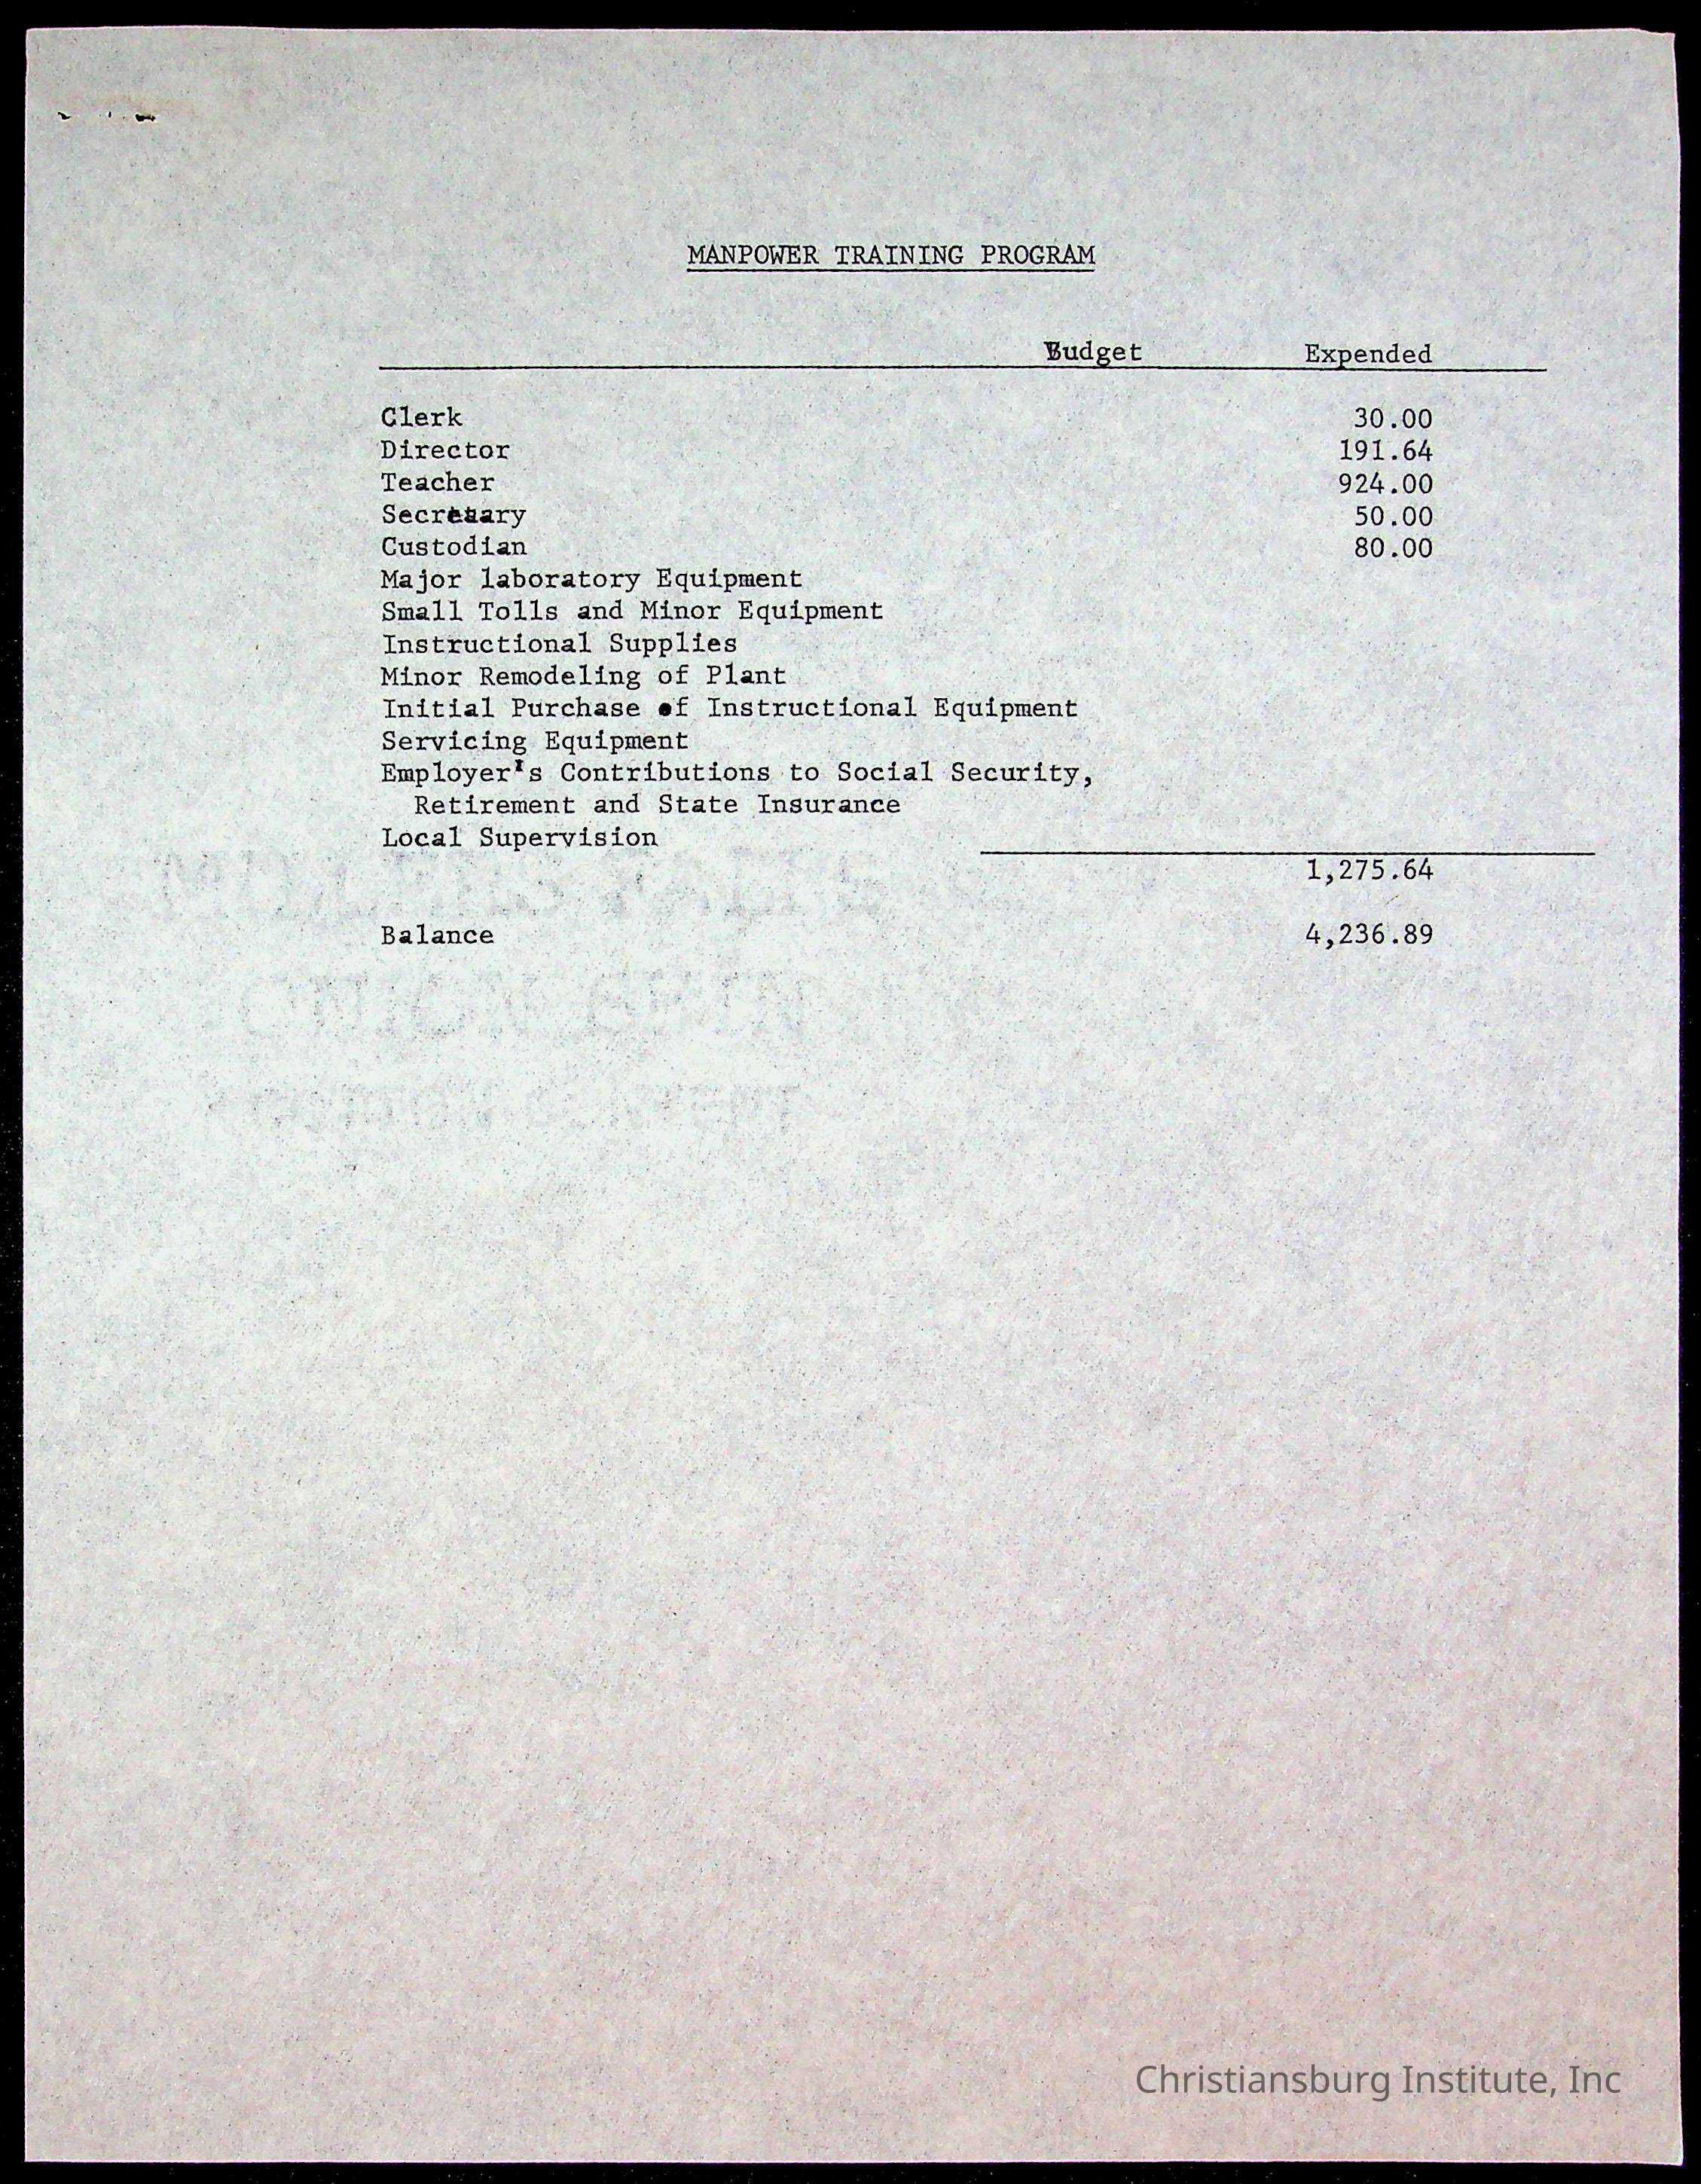 MANPOWER TRAINING PROGRAM
Budget Expended
Clerk 30.00
Director 191.64
Teacher 924.00
Secretary 50.00
Custodian 80.00
Major laboratory Equipment
Small Tolls and Minor Equipment
Instructional Supplies
Minor Remodeling of Plant
Initial Purchase of Instructional Equipment
Servicing Equipment
Employer's Contributions to Social Security,
Retirement and State Insurance
Local Supervision
1,275.64
Balance 4,236.89
Christiansburg Institute, Inc